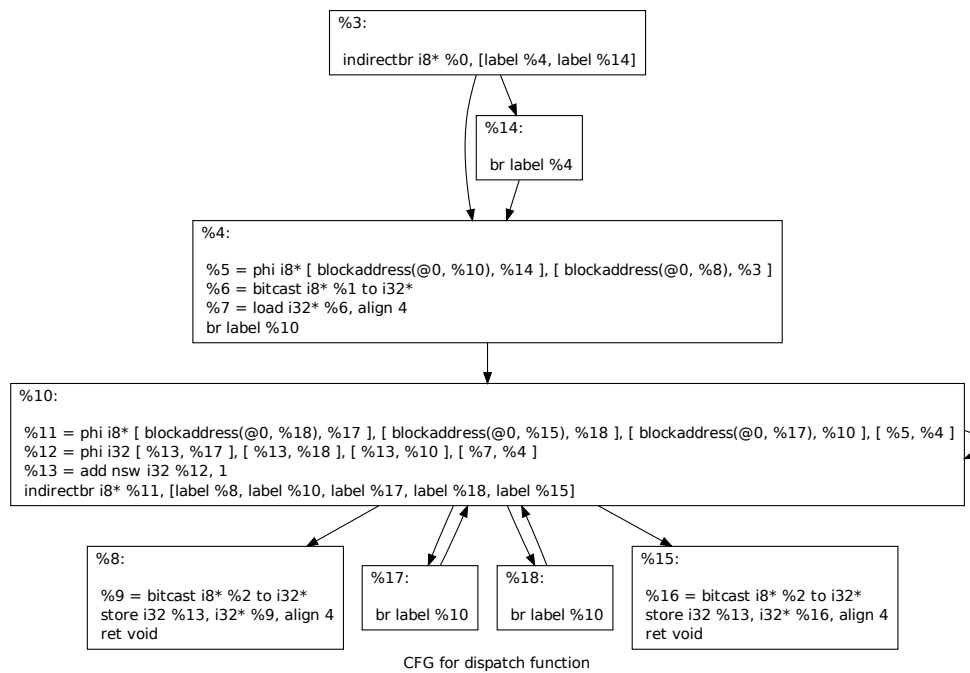 %3:
indirectbr i8* %0, [label %4, label %14]
%14:
br label %4
%4:
%5 = phi i8* [ blockaddress(@0, %10), %14 ], [ blockaddress(@0, %8), %3 ]
%6 = bitcast i8* %1 to i32*
%7 = load i32* %6, align 4
br label %10
%10:
%11 = phi i8* [ blockaddress(@0, %18), %17 ], [ blockaddress(@0, %15), %18 ], [ blockaddress(@0, %17), %10 ], [ %5, %4 ]
%12 = phi i32 [ %13, %17 ], [ %13, %18 ], [ %13, %10 ], [ %7, %4 ]
%13 = add nsw i32 %12, 1
indirectbr i8* %11, [label %8, label %10, label %17, label %18, label %15]
%8:
%9 = bitcast i8* %2 to i32*
store i32 %13, i32* %9, align 4
ret void
%17:
br label %10
%18:
br label %10
%15:
%16 = bitcast i8* %2 to i32*
store i32 %13, i32* %16, align 4
ret void
CFG for dispatch function